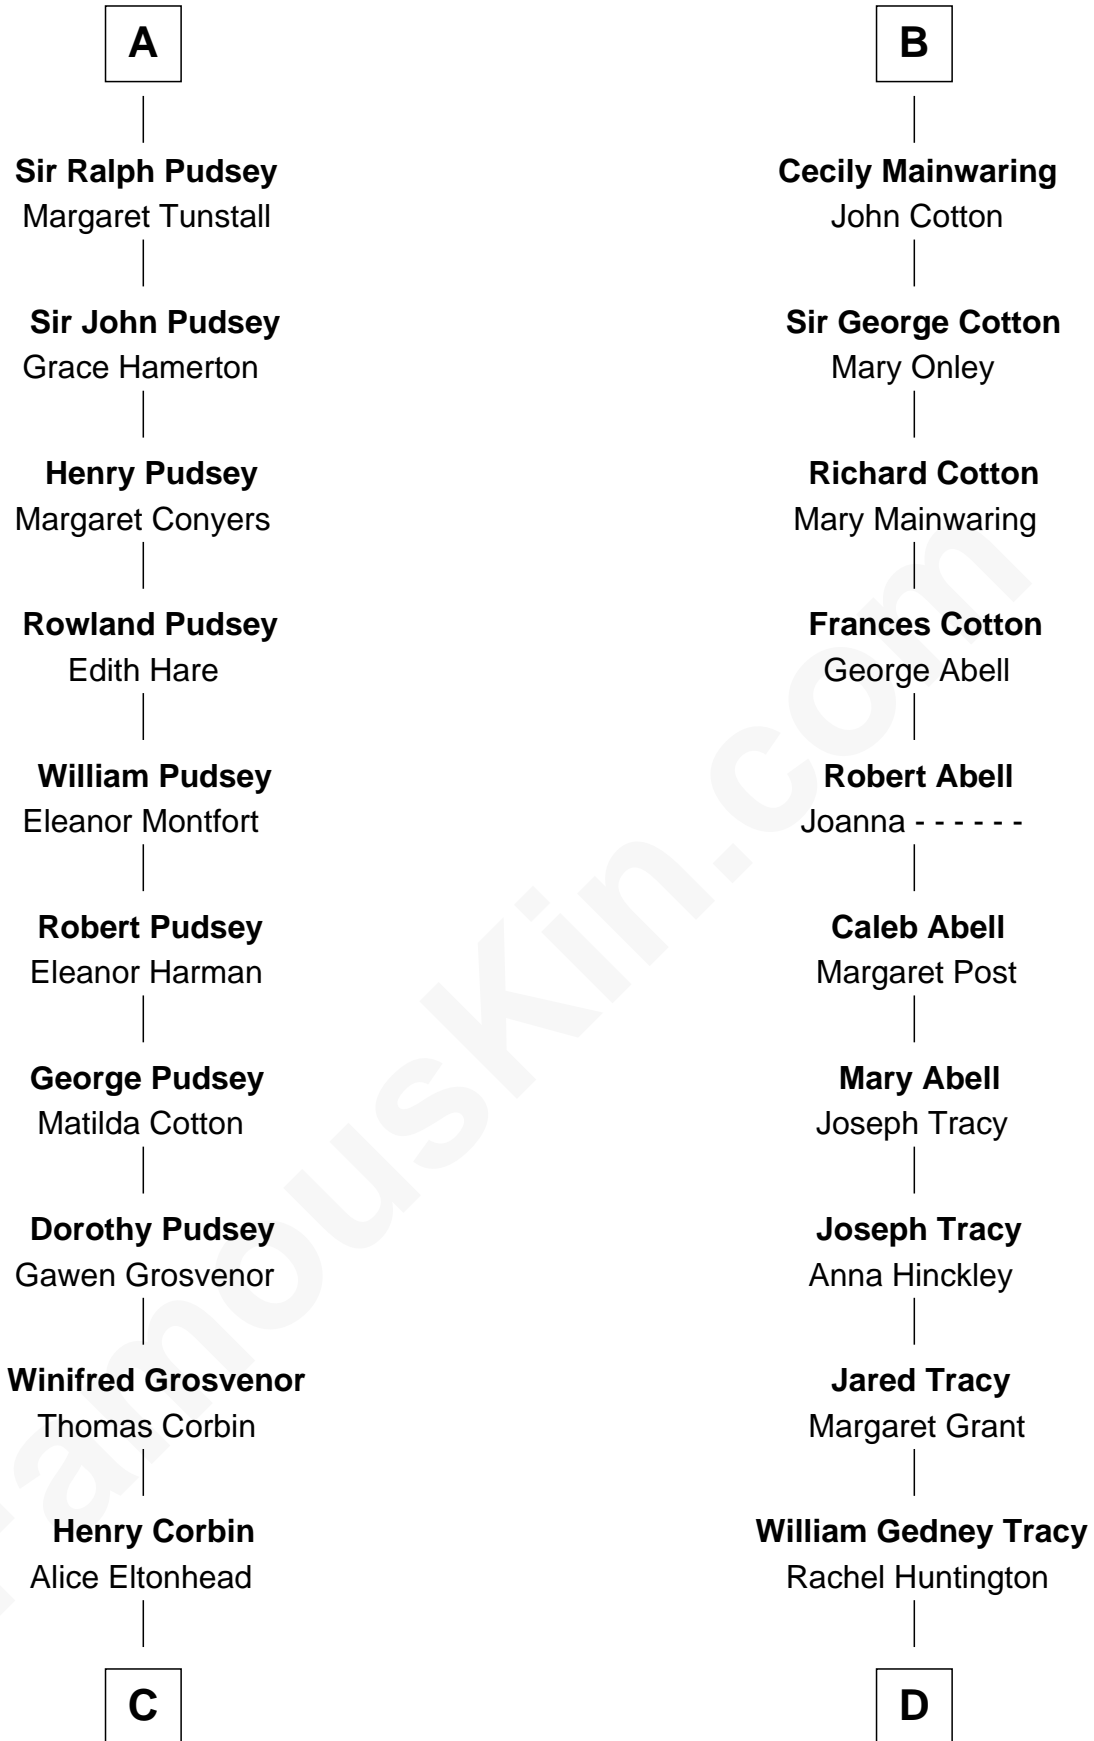 A
Sir Ralph Pudsey
Margaret Tunstall
Sir John Pudsey
Grace Hamerton
Henry Pudsey
Margaret Conyers
Rowland Pudsey
Edith Hare
William Pudsey
Eleanor Montfort
Robert Pudsey
Eleanor Harman
George Pudsey
Matilda Cotton
Dorothy Pudsey
Gawen Grosvenor
Winifred Grosvenor
Thomas Corbin
Henry Corbin
Alice Eltonhead
C
B
Cecily Mainwaring
John Cotton
Sir George Cotton
Mary Onley
Richard Cotton
Mary Mainwaring
Frances Cotton
George Abell
Robert Abell
Joanna - - - - - -
Caleb Abell
Margaret Post
Mary Abell
Joseph Tracy
Joseph Tracy
Anna Hinckley
Jared Tracy
Margaret Grant
William Gedney Tracy
Rachel Huntington
D
FamousKin.com